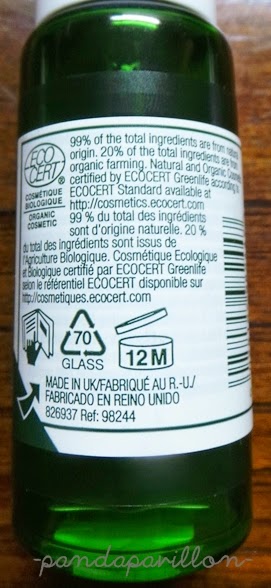 ECO
CERT
®
COSMÉTIQUE
BIOLOGIQUE
ORGANIC
COSMETIC
99% of the total ingredients are from
origin. 20% of the total ingredients are from
organic farming. Natural and Organic
certified by ECOCERT Greenlife according to
ECOCERT Standard available at
http://cosmetics.ecocert.com
99 % du total des ingrédients
sont d'origine naturelle. 20 %
du total des ingrédients sont issus de
l'Agriculture Biologique. Cosmétique Ecologique
et Biologique certifié par ECOCERT Greenlife
selon le référentiel ECOCERT disponible sur
http://cosmetiques.ecocert.com
70
GLASS
12 M
MADE IN UK/FABRIQUÉ AU R.-U./
FABRICADO EN REINO UNIDO
826937 Ref: 98244
-pandaparillon-